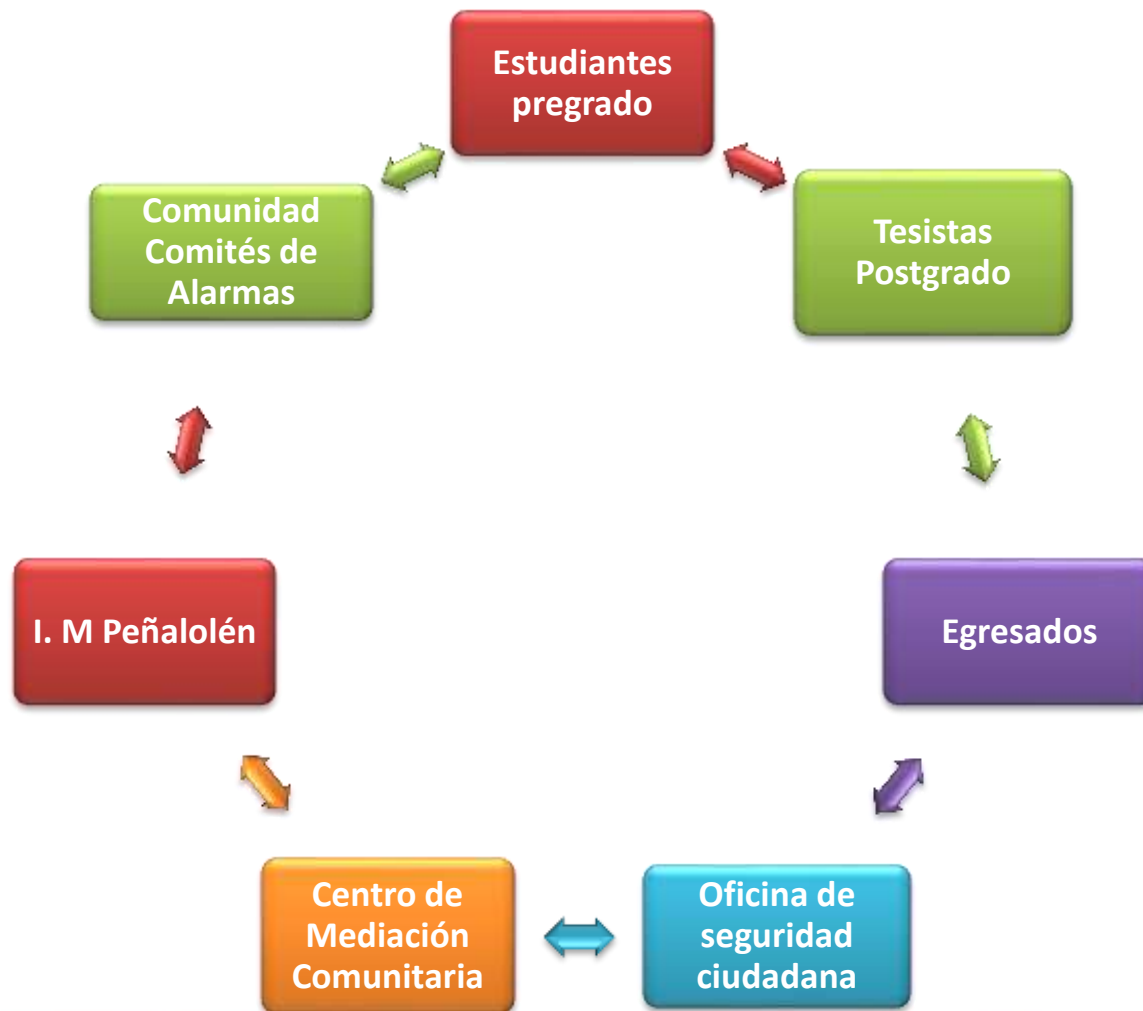 Estudiantes
pregrado
Comunidad
Comités de
Alarmas
Tesistas
Postgrado
I. M Peñalolén
Egresados
Centro de
Mediación
Comunitaria
Oficina de
seguridad
ciudadana